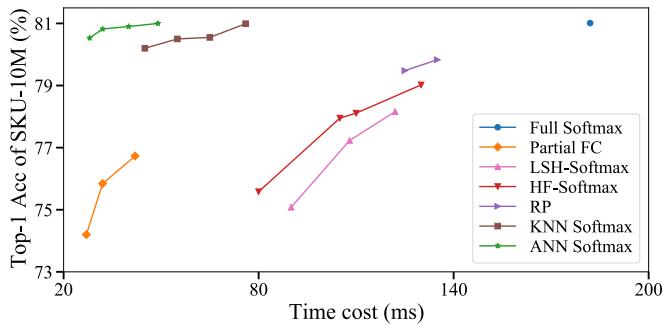 Top-1 Acc of SKU-10M (%)
81
79
77
75
73
20
80
140
200
Time cost (ms)
Full Softmax
Partial FC
LSH-Softmax
HF-Softmax
RP
KNN Softmax
ANN Softmax